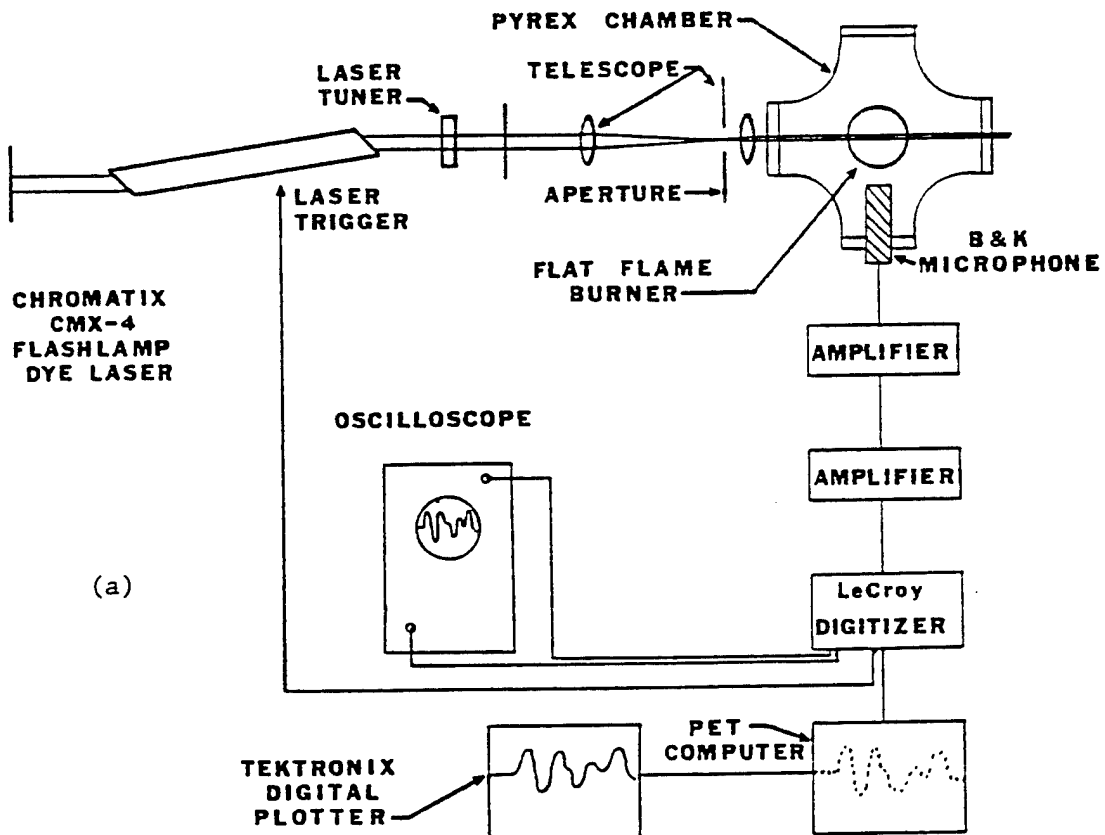 PYREX CHAMBER
TELESCOPE
LASER
TUNER
LASER
TRIGGER
APERTURE
B & K
MICROPHONE
FLAT FLAME
BURNER
CHROMATIX
CMX-4
FLASHLAMP
DYE LASER
AMPLIFIER
OSCILLOSCOPE
AMPLIFIER
(a)
LeCroy
DIGITIZER
PET
COMPUTER
TEKTRONIX
DIGITAL
PLOTTER